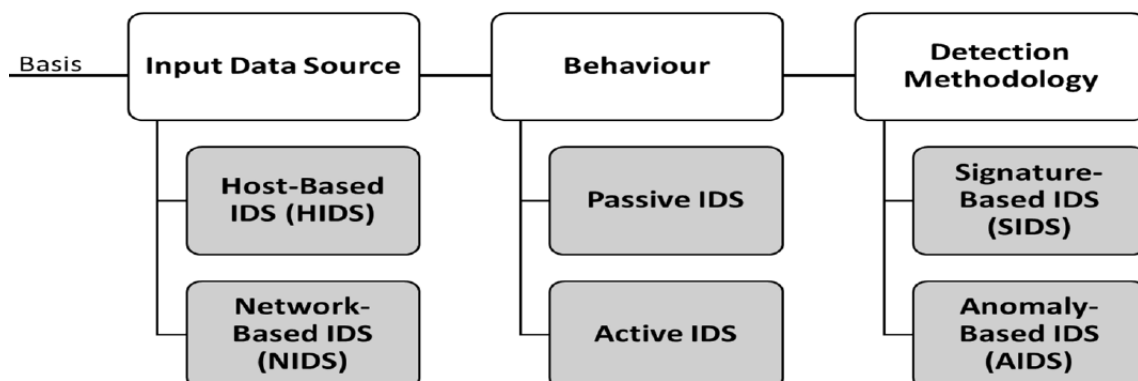 Basis
Input Data Source
Behaviour
Detection
Methodology
Host-Based
IDS (HIDS)
Passive IDS
Signature-
Based IDS
(SIDS)
Network-
Based IDS
(NIDS)
Active IDS
Anomaly-
Based IDS
(AIDS)